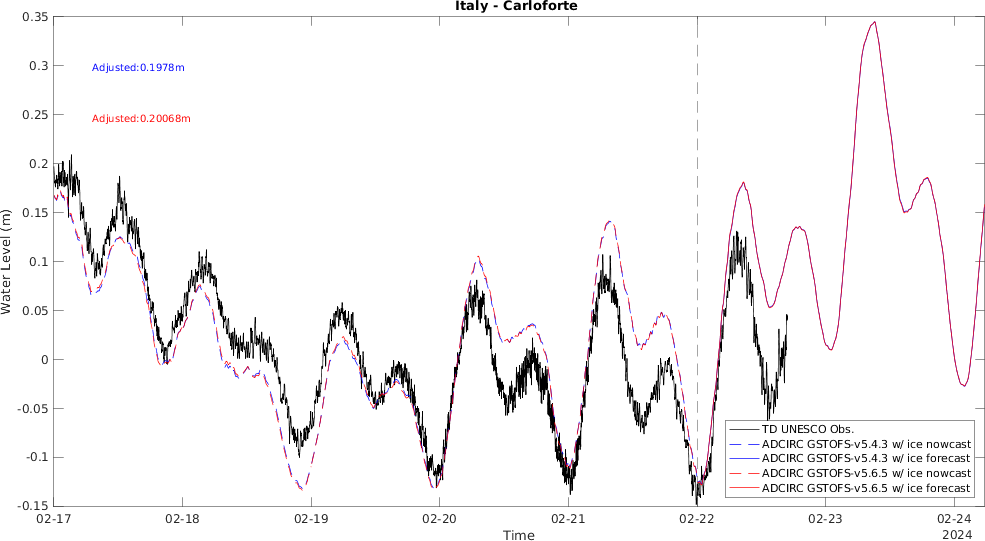 Italy - Carloforte
0.35
0.3
0.25
0.2
0.15
0.1
0.05
0
-0.05
-0.1
-0.15
Water Level (m)
Adjusted:0.1978m
Adjusted:0.20068m
TD UNESCO Obs.
ADCIRC GSTOFS-v5.4.3 w/ ice nowcast
ADCIRC GSTOFS-v5.4.3 w/ ice forecast
ADCIRC GSTOFS-v5.6.5 w/ ice nowcast
ADCIRC GSTOFS-v5.6.5 w/ ice forecast
02-17 02-18 02-19 02-20 02-21 02-22 02-23 02-24
Time
2024